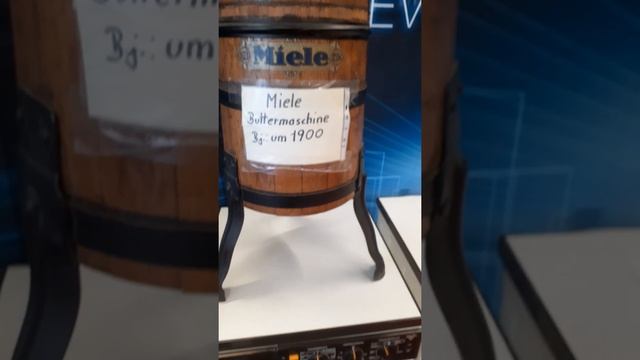 Miele
Miele
Buttermaschine
Bj.: um 1900